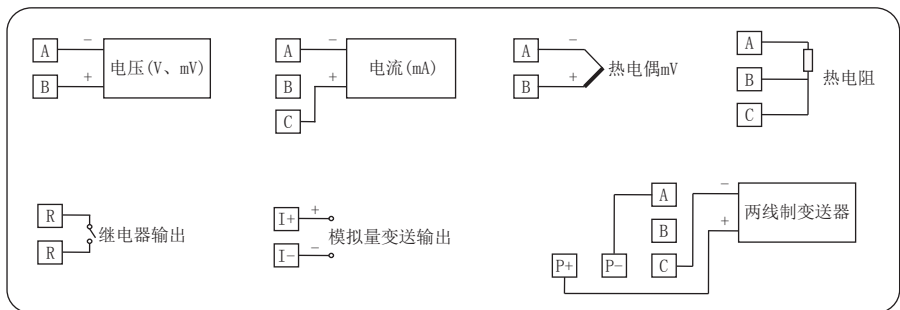 A
−
电压(V、mV)
B
+
A
−
电流(mA)
B
+
C
A
−
热电偶mV
B
+
A
B
热电阻
C
R
继电器输出
R
I+
+
模拟量变送输出
I−
−
A
−
两线制变送器
B
+
P+
P−
C